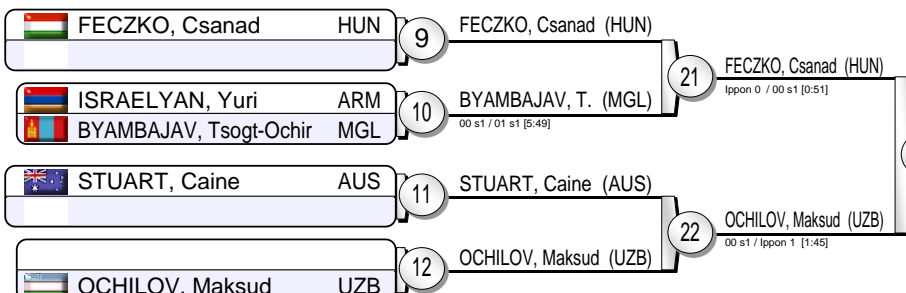 FECZKO, Csanad HUN
9
FECZKO, Csanad (HUN)
21
FECZKO, Csanad (HUN)
Ippon 0 / 00 s1 [0:51]
ISRAELYAN, Yuri ARM
BYAMBAJAV, Tsogt-Ochir MGL
10
BYAMBAJAV, T. (MGL)
00 s1 / 01 s1 [5:49]
STUART, Caine AUS
11
STUART, Caine (AUS)
22
OCHILOV, Maksud (UZB)
00 s1 / Ippon 1 [1:45]
OCHILOV, Maksud UZB
12
OCHILOV, Maksud (UZB)